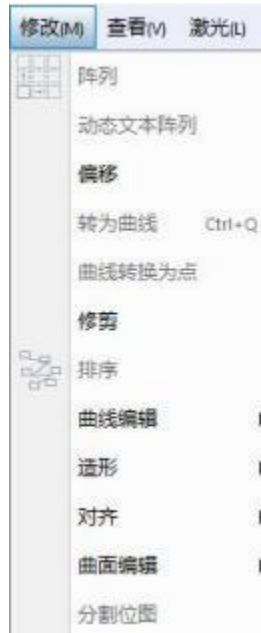 修改(M) 查看(V) 激光(L)
阵列
动态文本阵列
偏移
转为曲线 Ctrl+Q
曲线转换为点
修剪
排序
曲线编辑
造形
对齐
曲面编辑
分割位图